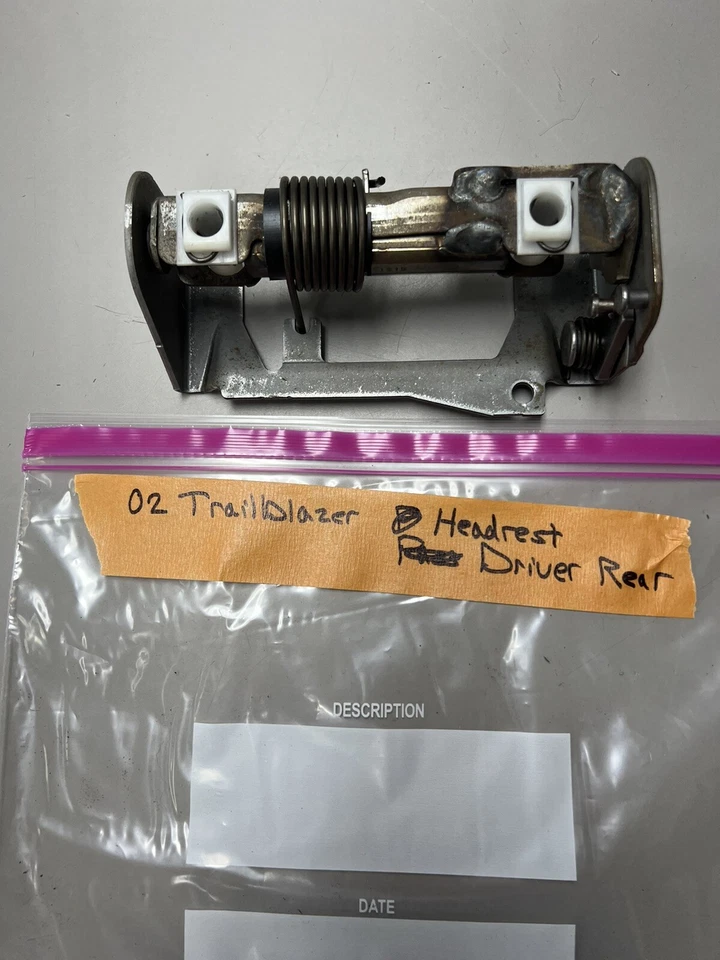 02 Trailblazer Headrest
Driver Rear
DESCRIPTION
DATE